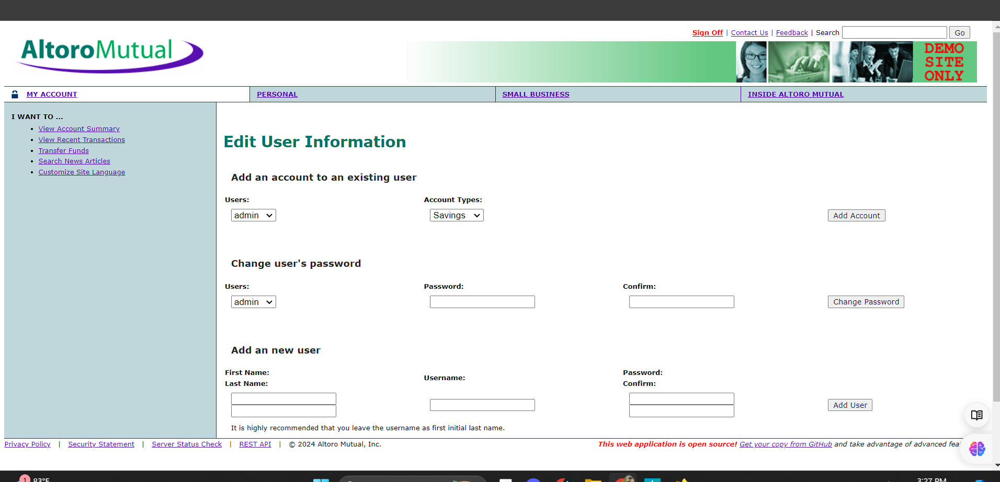 Sign Off | Contact Us | Feedback | Search Go
AltoroMutual
DEMO
SITE
ONLY
MY ACCOUNT PERSONAL SMALL BUSINESS INSIDE ALTORO MUTUAL
I WANT TO ...
• View Account Summary
• View Recent Transactions
• Transfer Funds
• Search News Articles
• Customize Site Language
Edit User Information
Add an account to an existing user
Users: Account Types:
admin Savings Add Account
Change user's password
Users: Password: Confirm:
admin Change Password
Add an new user
First Name: Username: Password:
Last Name: Confirm:
Add User
It is highly recommended that you leave the username as first initial last name.
Privacy Policy | Security Statement | Server Status Check | REST API | © 2024 Altoro Mutual, Inc. This web application is open source! Get your copy from GitHub and take advantage of advanced
1 83°F 3:27 PM